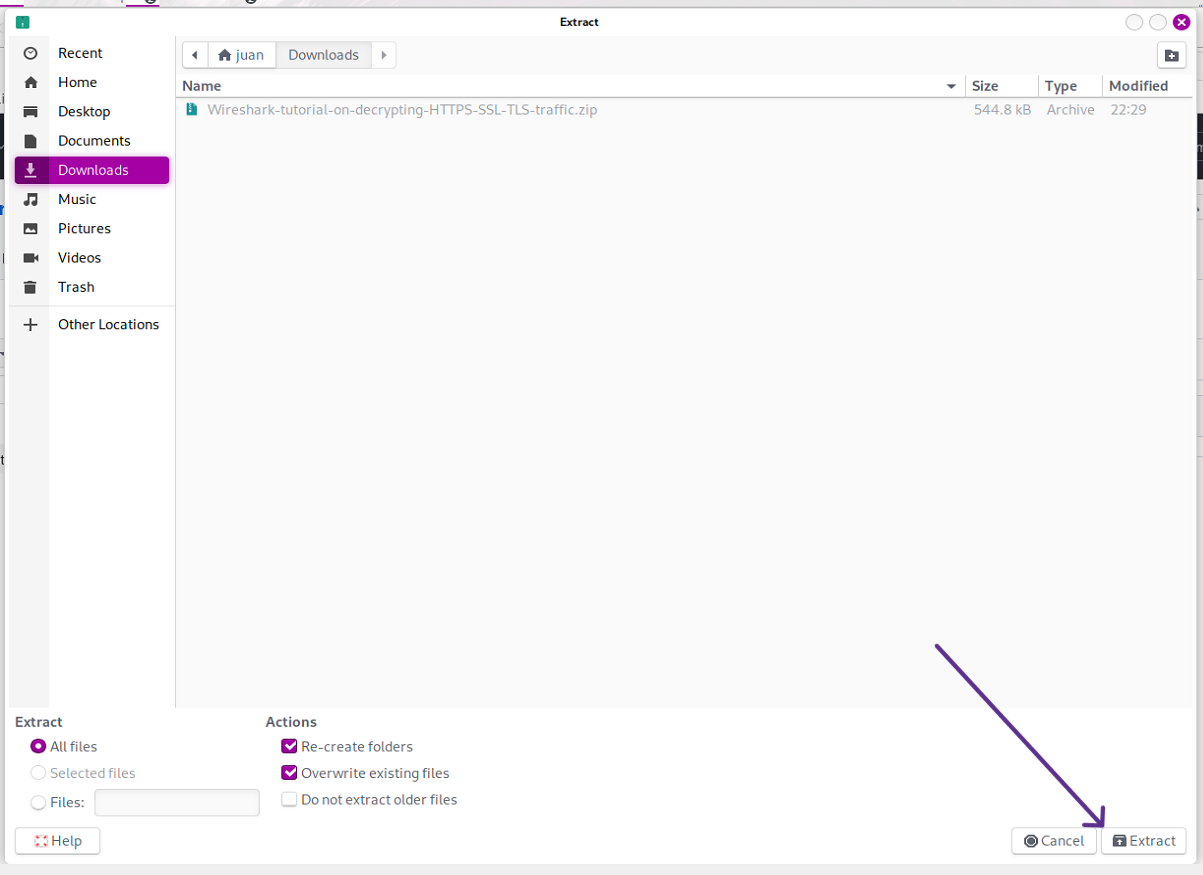 Extract
Recent
Home
Desktop
Documents
Downloads
Music
Pictures
Videos
Trash
Other Locations
juan
Downloads
Name
Size
Type
Modified
Wireshark-tutorial-on-decrypting-HTTPS-SSL-TLS-traffic.zip
544.8 kB
Archive
22:29
Extract
All files
Selected files
Files:
Actions
Re-create folders
Overwrite existing files
Do not extract older files
Help
Cancel
Extract